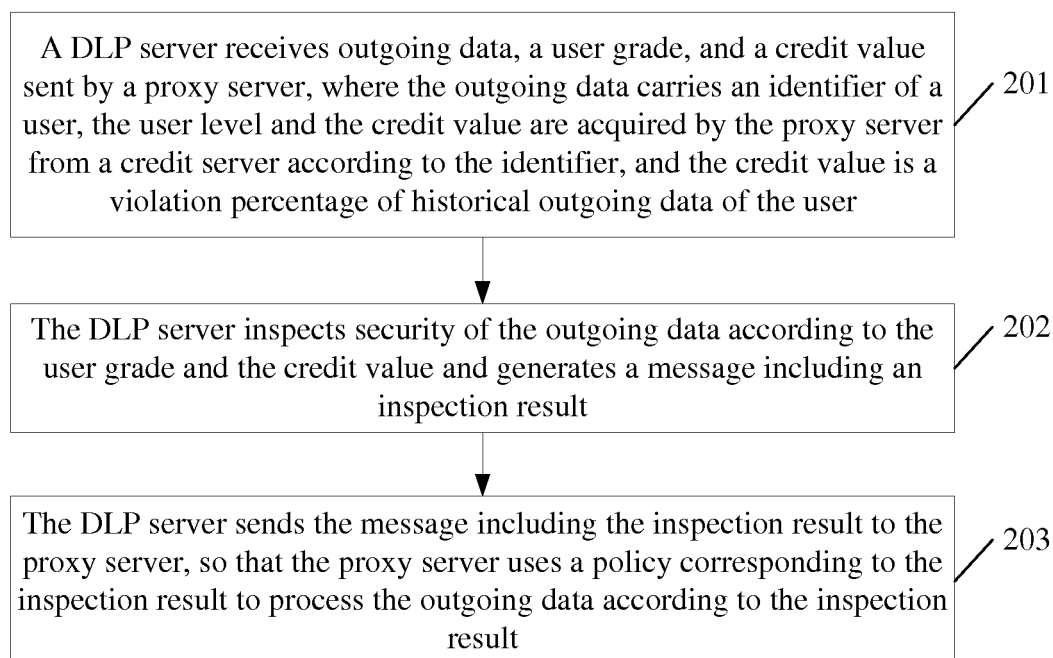 A DLP server receives outgoing data, a user grade, and a credit value
sent by a proxy server, where the outgoing data carries an identifier of a
user, the user level and the credit value are acquired by the proxy server
from a credit server according to the identifier, and the credit value is a
violation percentage of historical outgoing data of the user
201
The DLP server inspects security of the outgoing data according to the
user grade and the credit value and generates a message including an
inspection result
202
The DLP server sends the message including the inspection result to the
proxy server, so that the proxy server uses a policy corresponding to the
inspection result to process the outgoing data according to the inspection
result
203